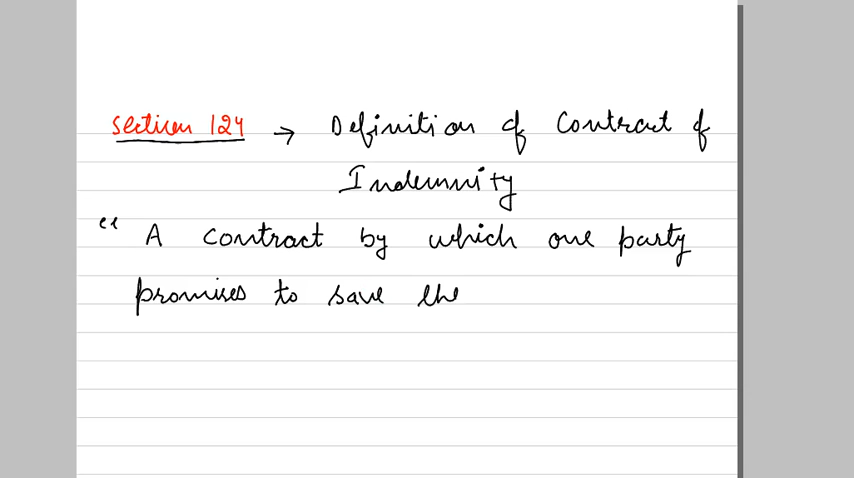 Section 124 → Definition of Contract of
Indemnity
“ A contract by which one party
promises to save the